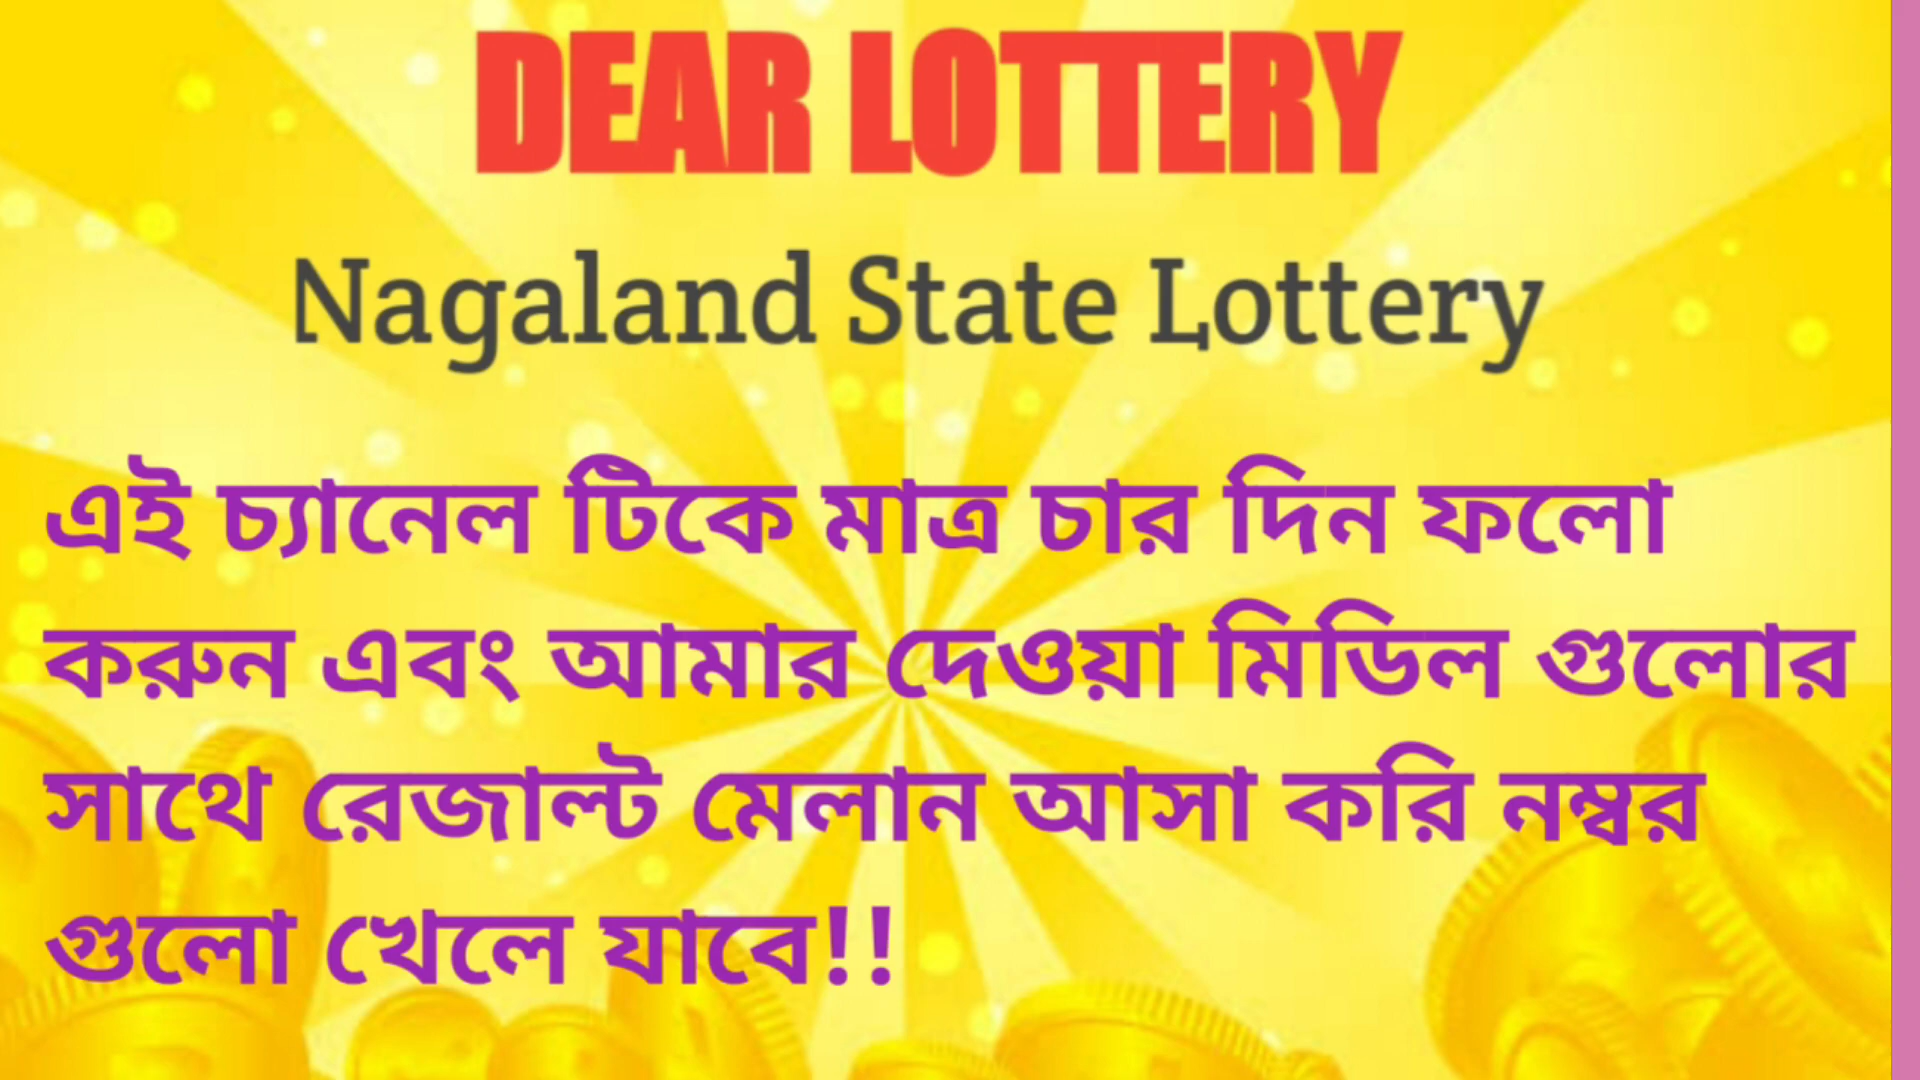 DEAR LOTTERY
Nagaland State Lottery
এই চ্যানেল টিকে মাত্র চার দিন ফলো
করুন এবং আমার দেওয়া মিডিল গুলোর
সাথে রেজাল্ট মেলান আসা করি নম্বর
গুলো খেলে যাবে!!